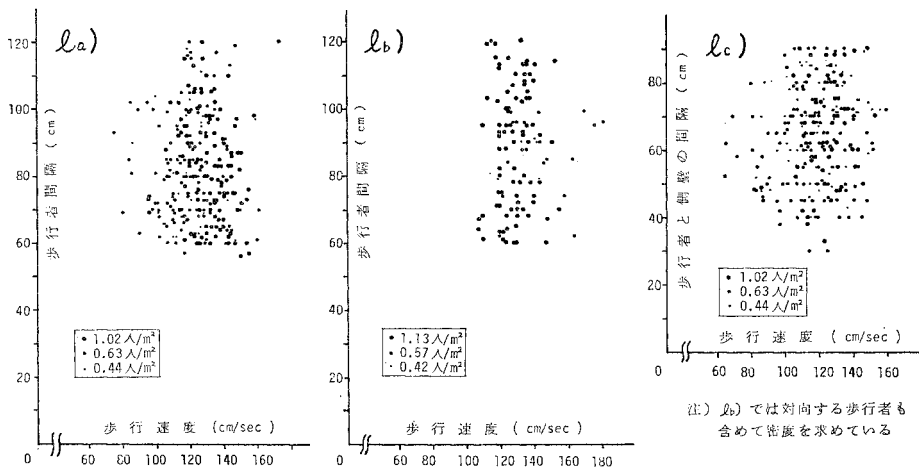 la)
120
100
80
60
40
20
0
歩行者間隔 (cm)
• 1.02人/m²
• 0.63人/m²
• 0.44人/m²
歩行速度 (cm/sec)
60 80 100 120 140 160
lb)
120
100
80
60
40
20
0
歩行者間隔 (cm)
• 1.13人/m²
• 0.57人/m²
• 0.42人/m²
歩行速度 (cm/sec)
60 80 100 120 140 160 180
lc)
80
60
40
20
0
歩行者と側壁の間隔 (cm)
• 1.02人/m²
• 0.63人/m²
• 0.44人/m²
歩行速度 (cm/sec)
60 80 100 120 140 160
注) lb) では対向する歩行者も
含めて密度を求めている